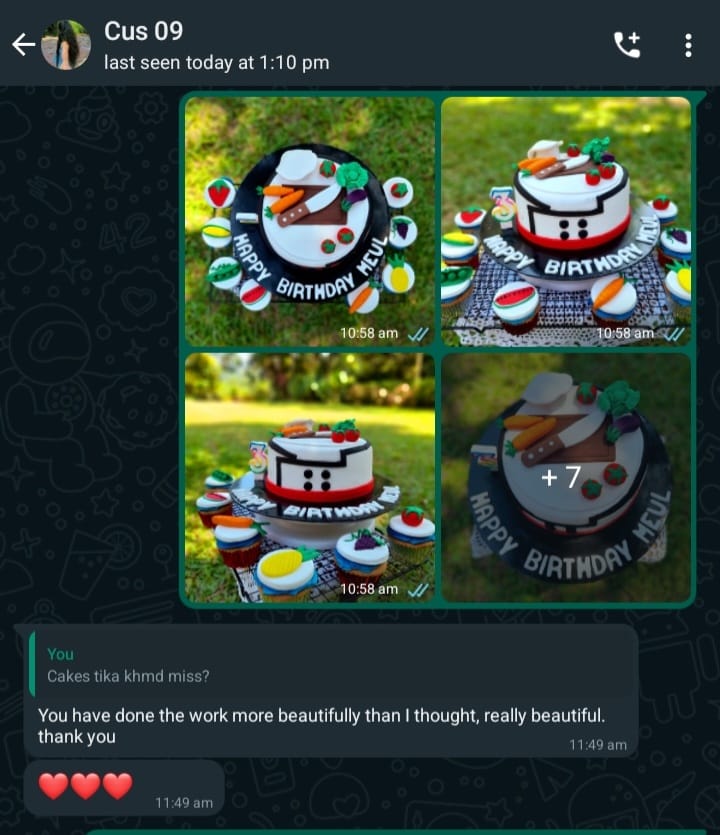 Cus 09
last seen today at 1:10 pm
HAPPY BIRTHDAY MEUL
10:58 am
HAPPY BIRTHDAY MEUL
10:58 am
HAPPY BIRTHDAY MEUL
10:58 am
+ 7
HAPPY BIRTHDAY MEUL
You
Cakes tika khmd miss?
You have done the work more beautifully than I thought, really beautiful.
thank you
11:49 am
❤️❤️❤️
11:49 am